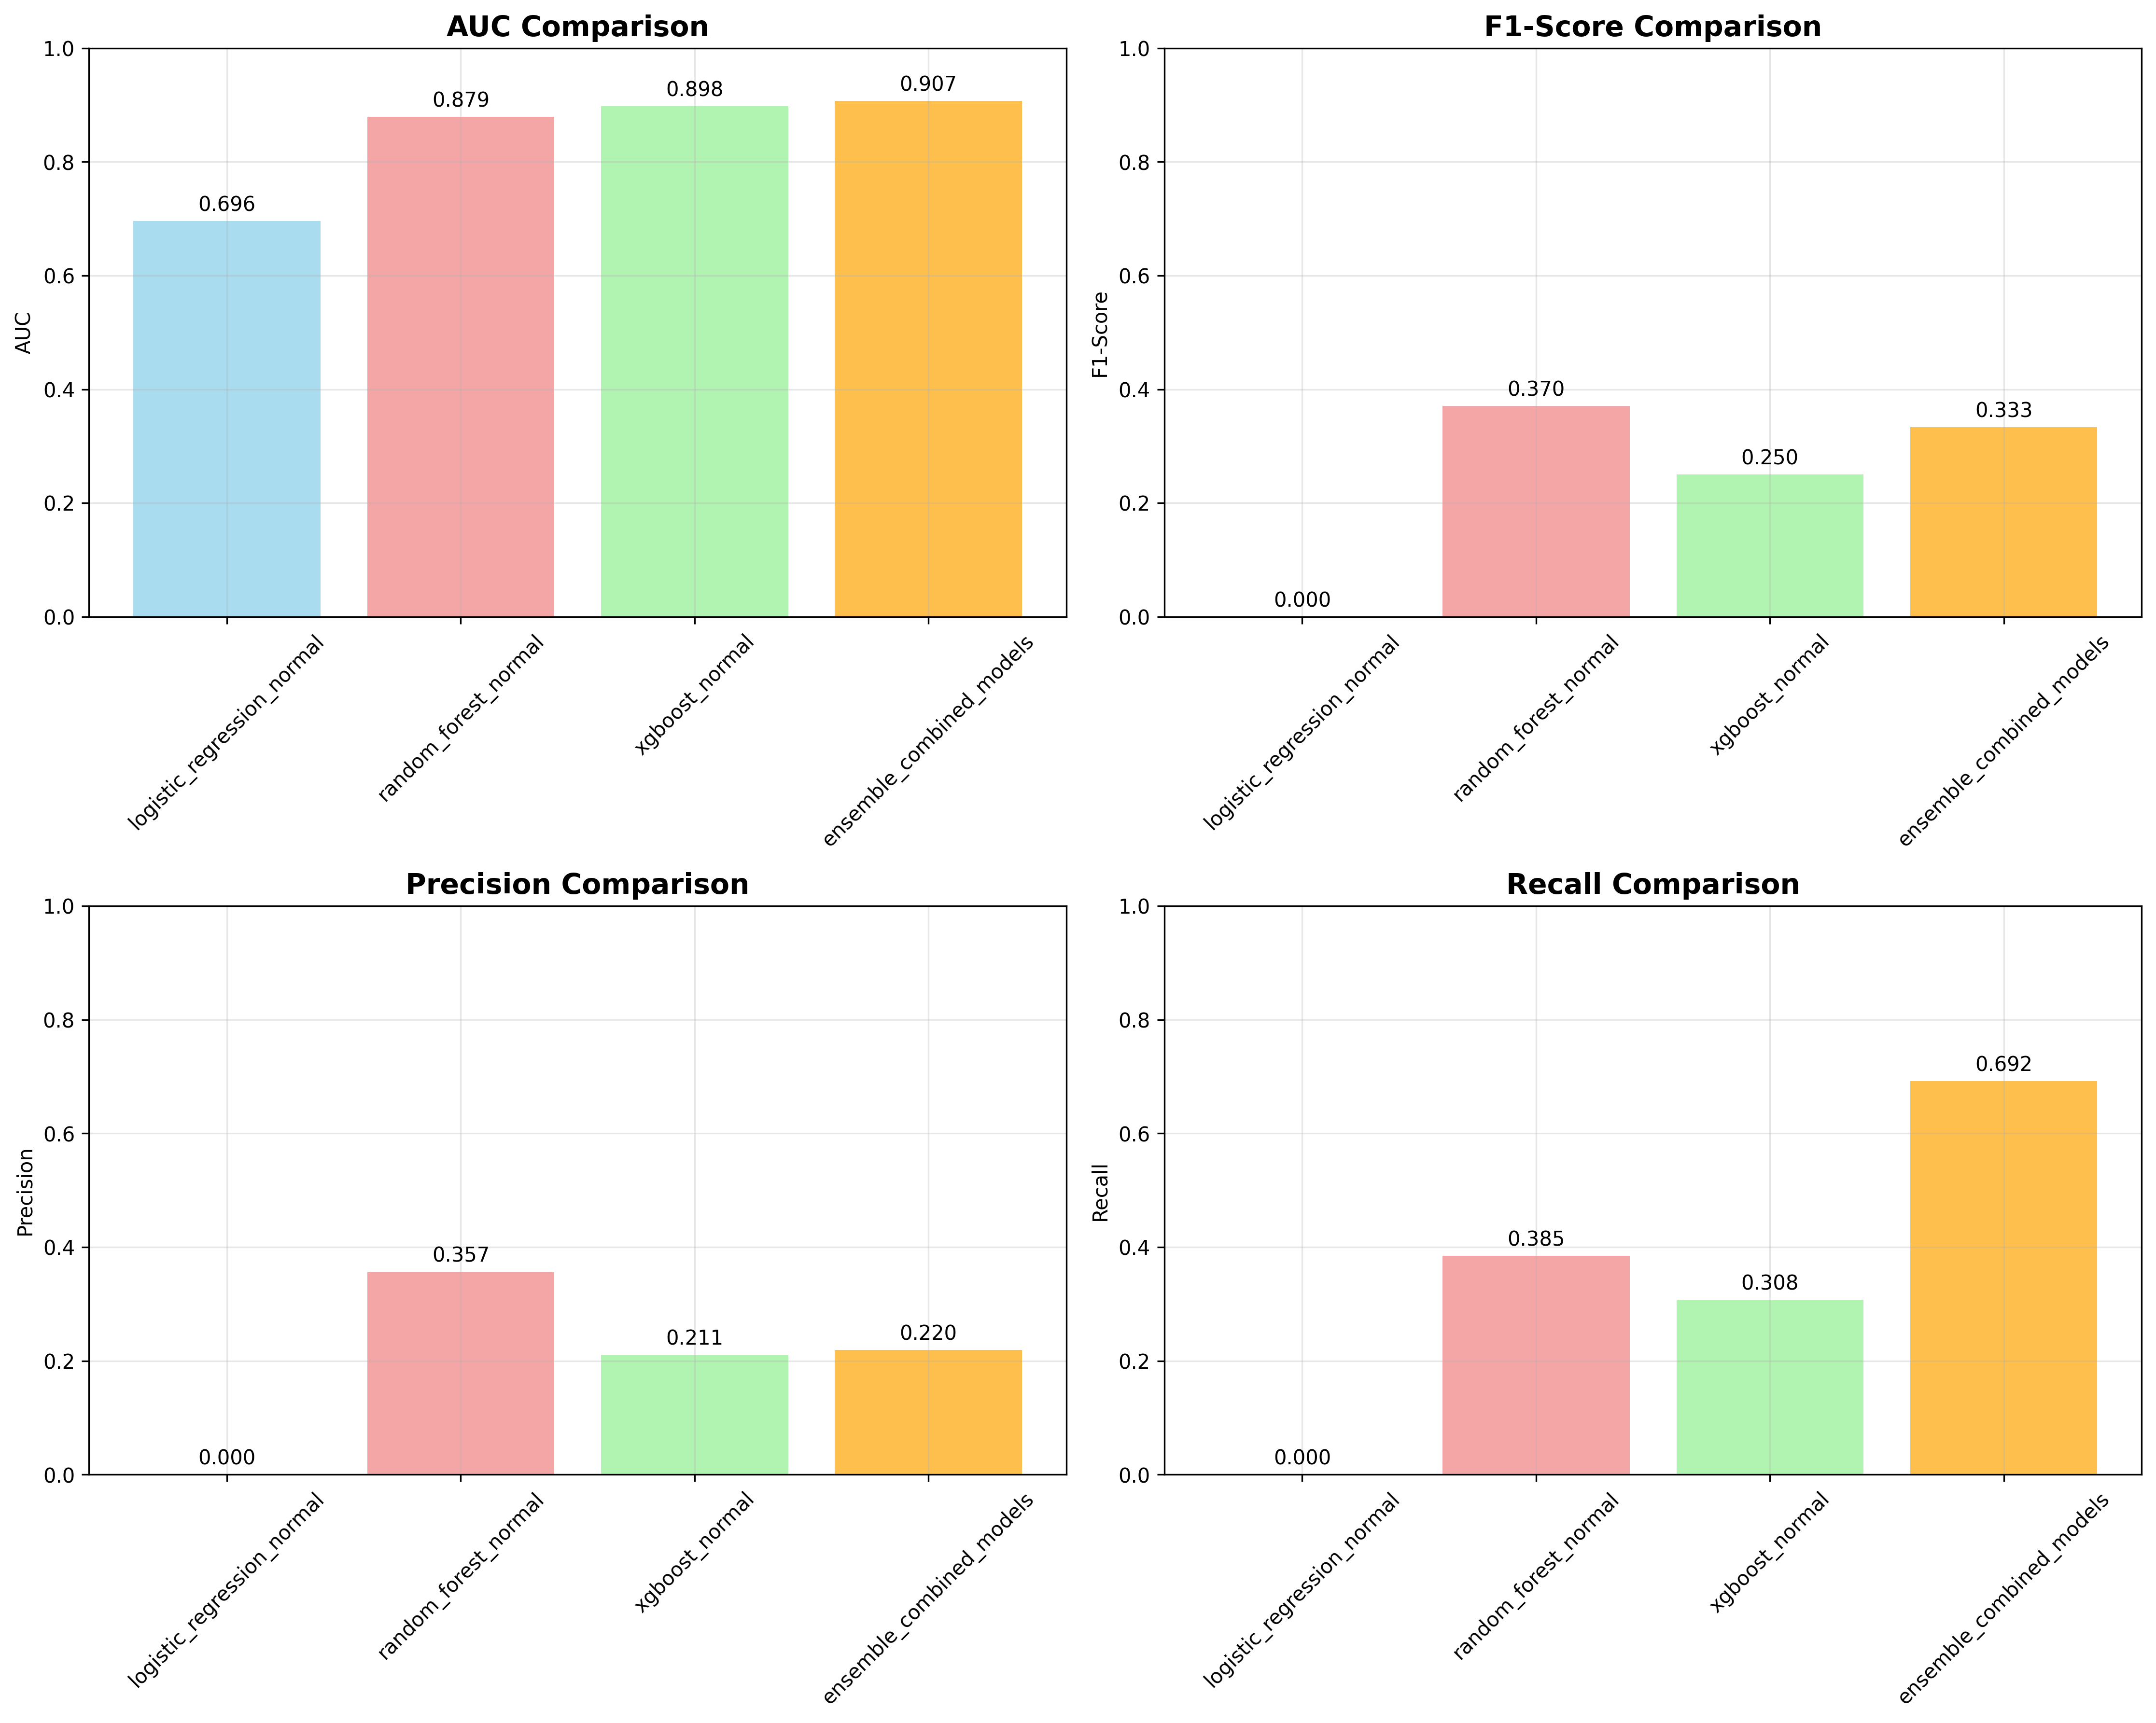 AUC Comparison
1.0
0.8
0.6
0.4
0.2
0.0
AUC
0.696
0.879
0.898
0.907
logistic_regression_normal
random_forest_normal
xgboost_normal
ensemble_combined_models
F1-Score Comparison
1.0
0.8
0.6
0.4
0.2
0.0
F1-Score
0.000
0.370
0.250
0.333
logistic_regression_normal
random_forest_normal
xgboost_normal
ensemble_combined_models
Precision Comparison
1.0
0.8
0.6
0.4
0.2
0.0
Precision
0.000
0.357
0.211
0.220
logistic_regression_normal
random_forest_normal
xgboost_normal
ensemble_combined_models
Recall Comparison
1.0
0.8
0.6
0.4
0.2
0.0
Recall
0.000
0.385
0.308
0.692
logistic_regression_normal
random_forest_normal
xgboost_normal
ensemble_combined_models